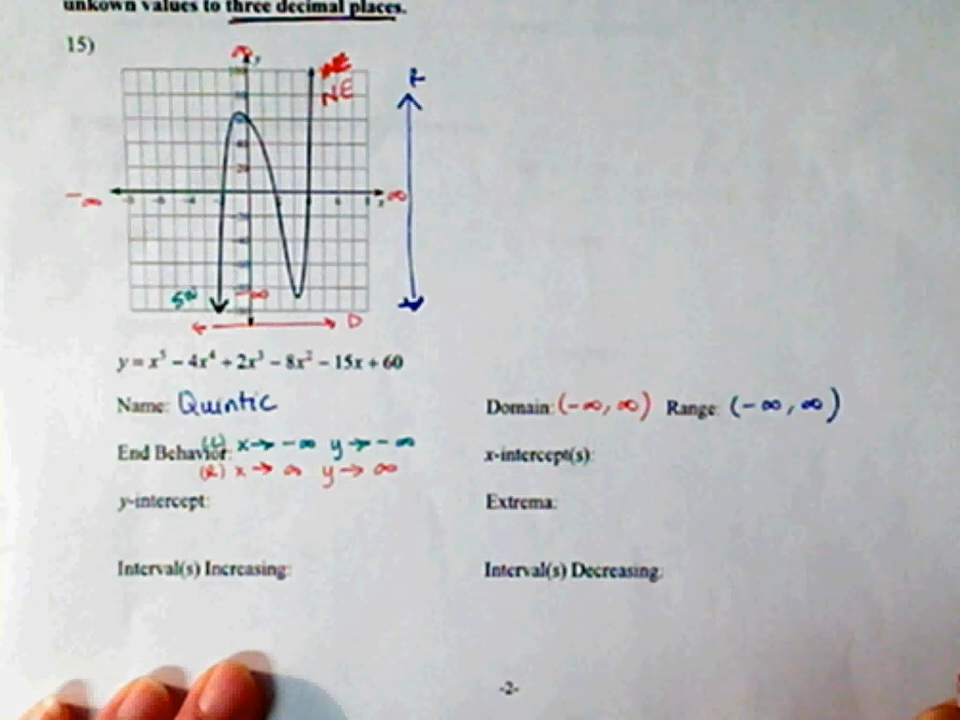 unkown values to three decimal places.
15)
∞ y
NE
R
-∞ ∞
SW -∞
D
y = x⁵ − 4x⁴ + 2x³ − 8x² − 15x + 60
Name: Quintic Domain: (-∞, ∞) Range: (-∞, ∞)
End Behavior: (L) x → -∞ y → -∞ x-intercept(s):
(R) x → ∞ y → ∞
y-intercept: Extrema:
Interval(s) Increasing: Interval(s) Decreasing:
-2-